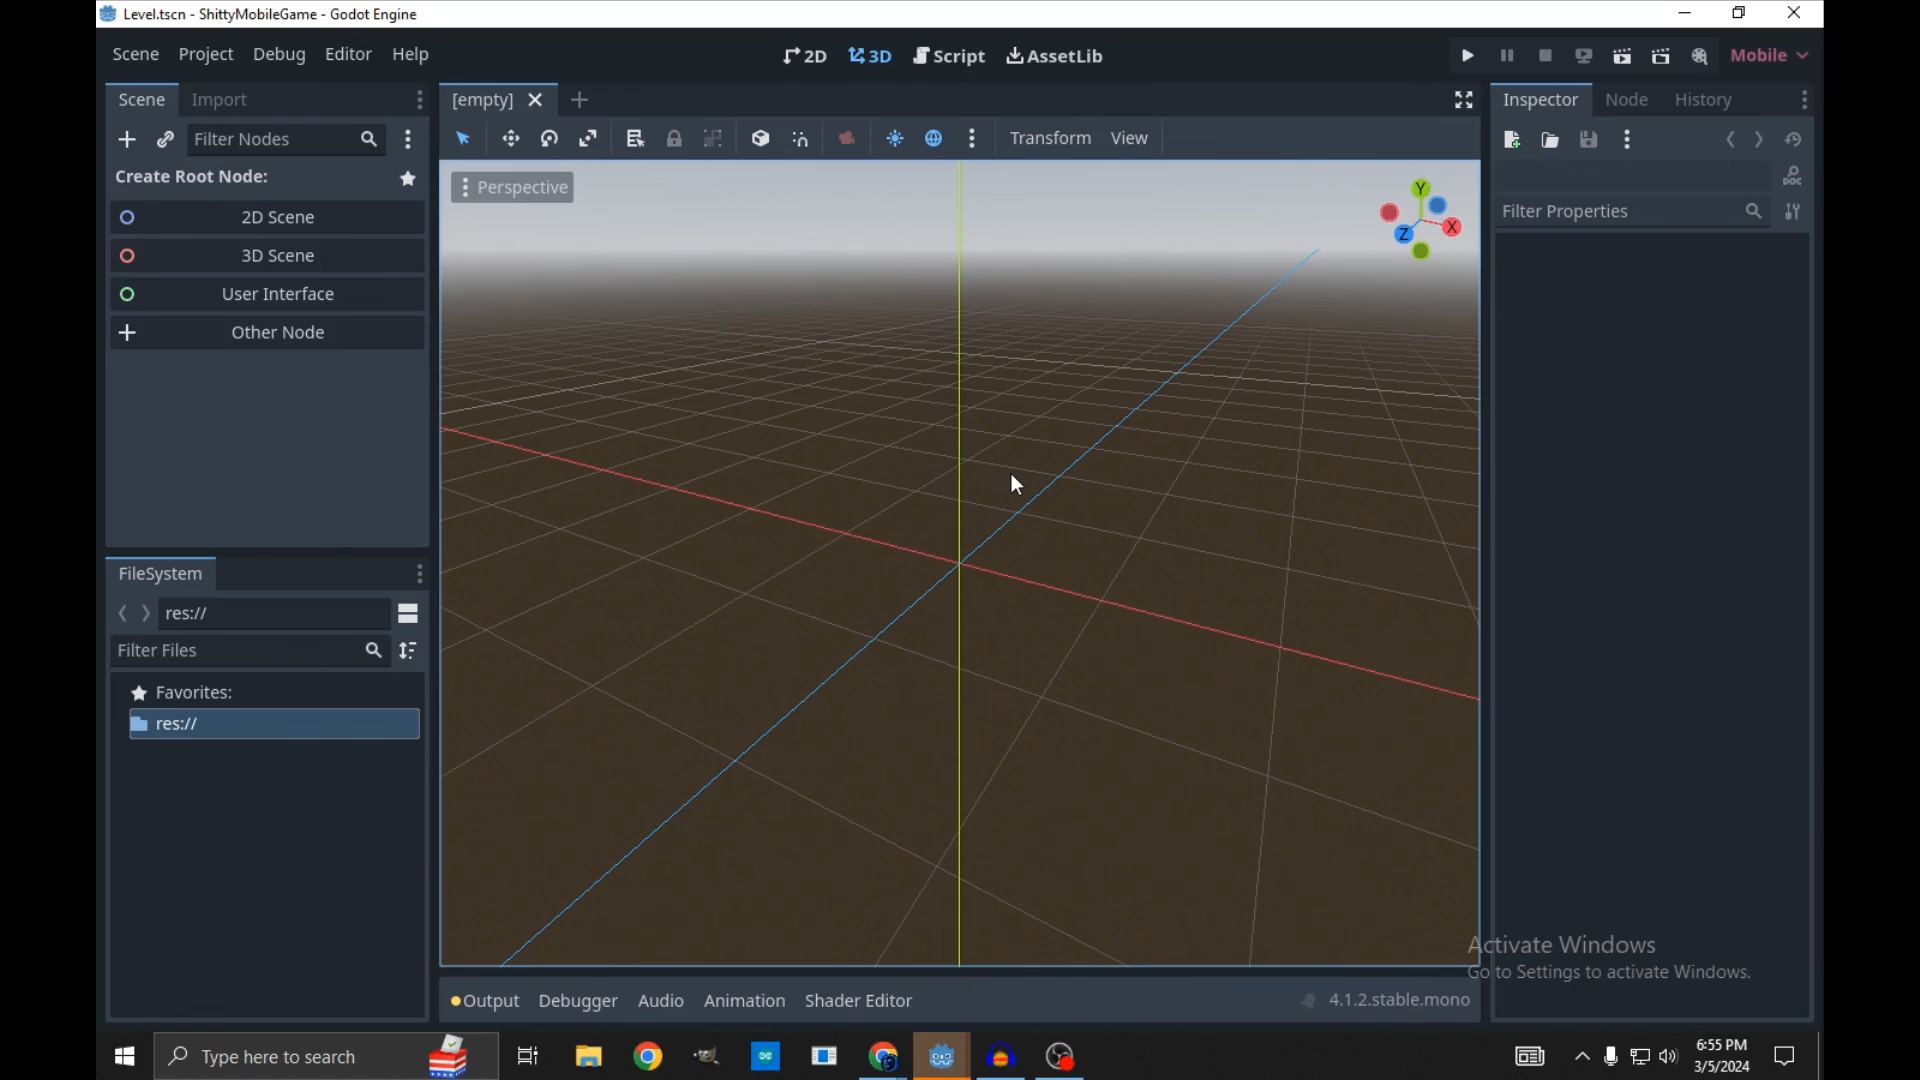 Level.tscn - ShittyMobileGame - Godot Engine
Scene Project Debug Editor Help
2D 3D Script AssetLib
Mobile
Scene Import
[empty]
Inspector Node History
Filter Nodes
Transform View
Create Root Node:
Perspective
DOC
2D Scene
Filter Properties
3D Scene
User Interface
Other Node
Y
X
Z
FileSystem
res://
Filter Files
Favorites:
res://
Activate Windows
Go to Settings to activate Windows.
Output Debugger Audio Animation Shader Editor
4.1.2.stable.mono
Type here to search
6:55 PM
3/5/2024